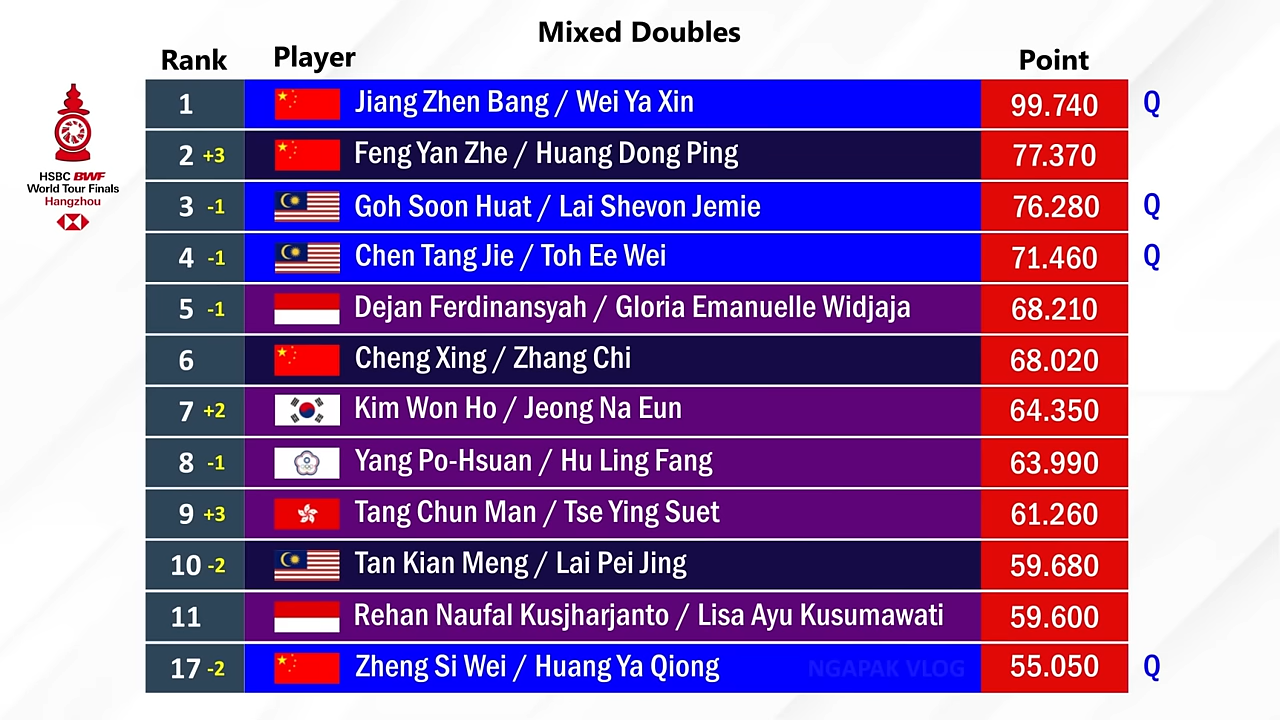 Mixed Doubles
Rank Player Point
HSBC BWF
World Tour Finals
Hangzhou
1 Jiang Zhen Bang / Wei Ya Xin 99.740 Q
2 +3 Feng Yan Zhe / Huang Dong Ping 77.370
3 -1 Goh Soon Huat / Lai Shevon Jemie 76.280 Q
4 -1 Chen Tang Jie / Toh Ee Wei 71.460 Q
5 -1 Dejan Ferdinansyah / Gloria Emanuelle Widjaja 68.210
6 Cheng Xing / Zhang Chi 68.020
7 +2 Kim Won Ho / Jeong Na Eun 64.350
8 -1 Yang Po-Hsuan / Hu Ling Fang 63.990
9 +3 Tang Chun Man / Tse Ying Suet 61.260
10 -2 Tan Kian Meng / Lai Pei Jing 59.680
11 Rehan Naufal Kusjharjanto / Lisa Ayu Kusumawati 59.600
17 -2 Zheng Si Wei / Huang Ya Qiong NGAPAK VLOG 55.050 Q